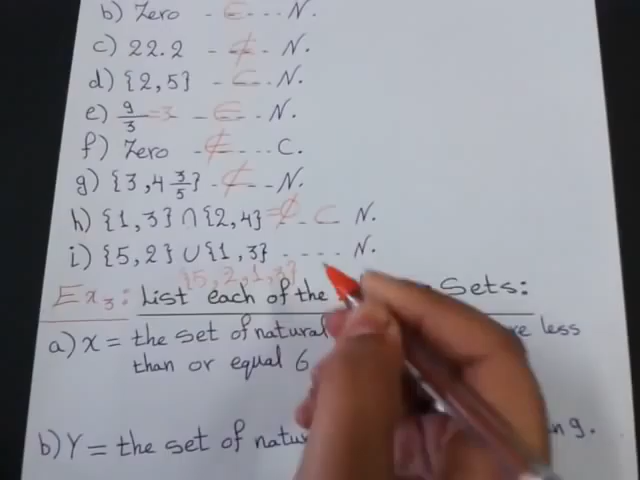 b) Zero - ∈ - - - N.
c) 22.2 - ∉ - N.
d) {2,5} - ⊂ - N.
e) 9/3 = 3 - - ∈ - - N.
f) Zero ∉ - - - - C.
g) {3, 4 3/5} - ⊄ - - N.
h) {1,3} ∩ {2,4} = ∅ - - ⊂ N.
i) {5,2} ∪ {1,3} - - - - N.
{5,2,1,3}
Ex3: List each of the Sets:
a) X = the set of natural less
than or equal 6
b) Y = the set of 9.